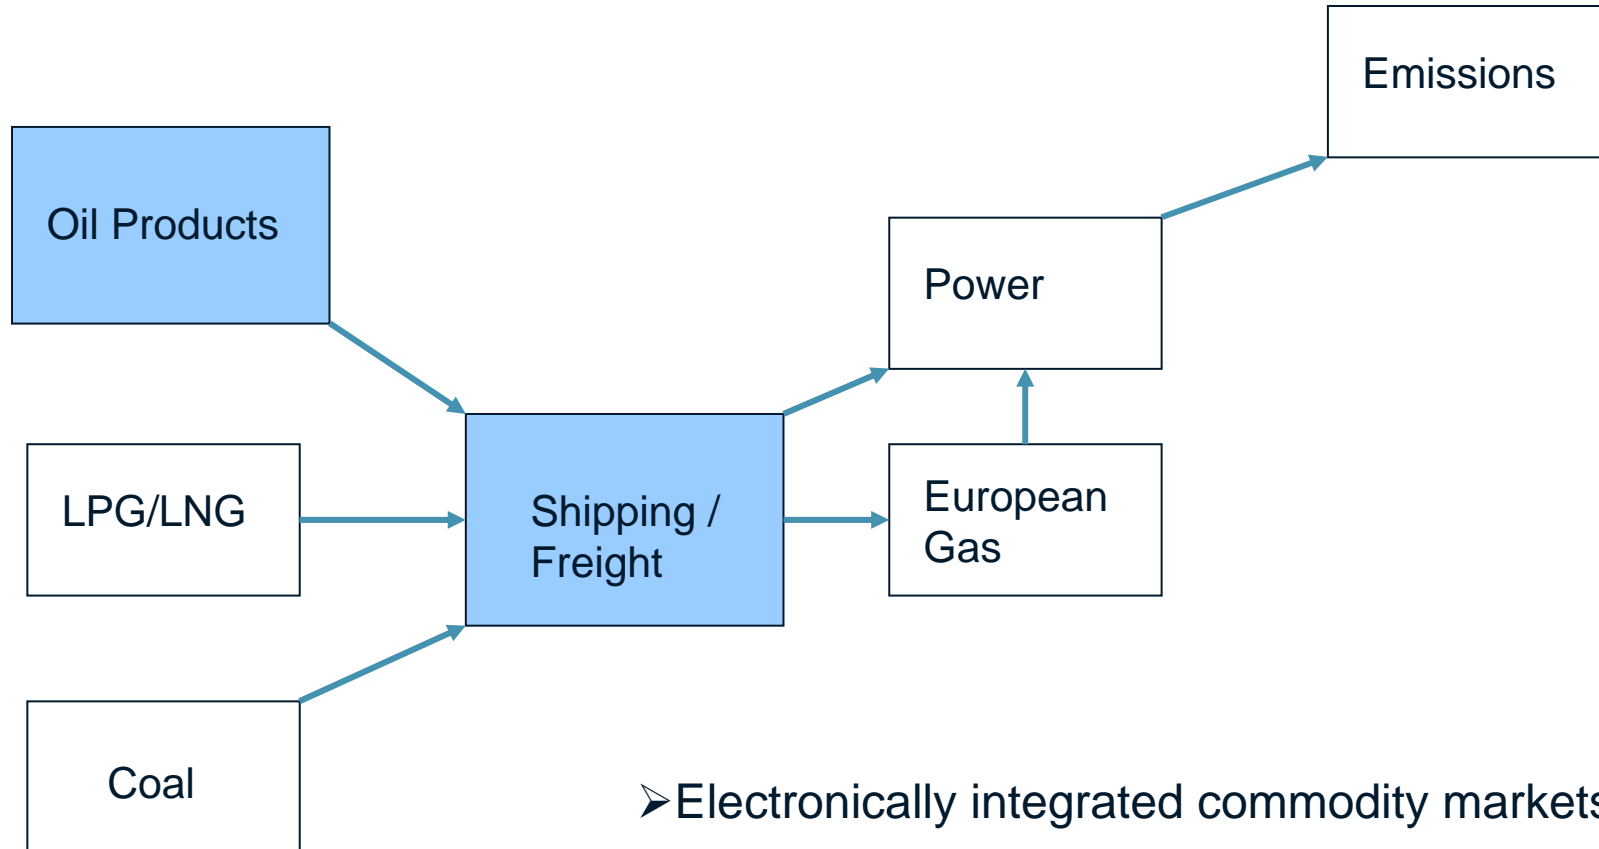 Emissions
Oil Products
Power
LPG/LNG
Shipping /
Freight
European
Gas
Coal
➢Electronically integrated commodity markets